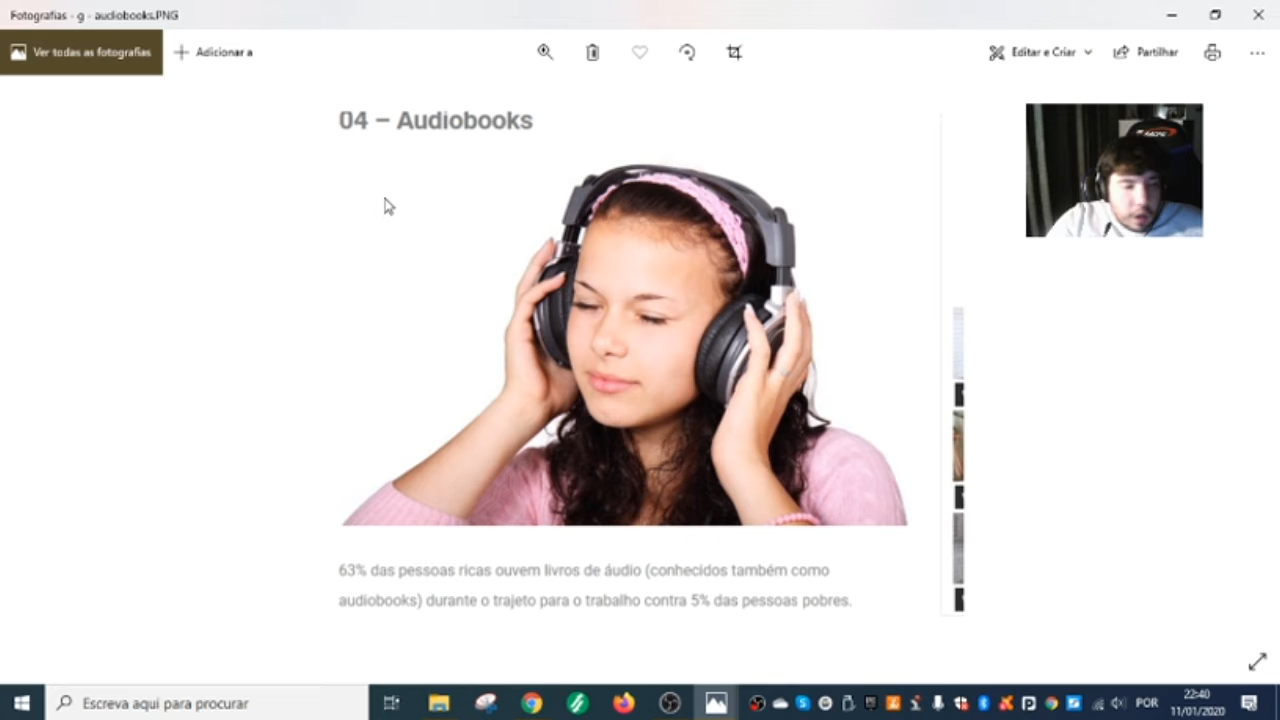 Fotografias - g - audiobooks.PNG
Ver todas as fotografias
Adicionar a
Editar e Criar
Partilhar
04 – Audiobooks
63% das pessoas ricas ouvem livros de áudio (conhecidos também como
audiobooks) durante o trajeto para o trabalho contra 5% das pessoas pobres.
Escreva aqui para procurar
POR
22:40
11/01/2020